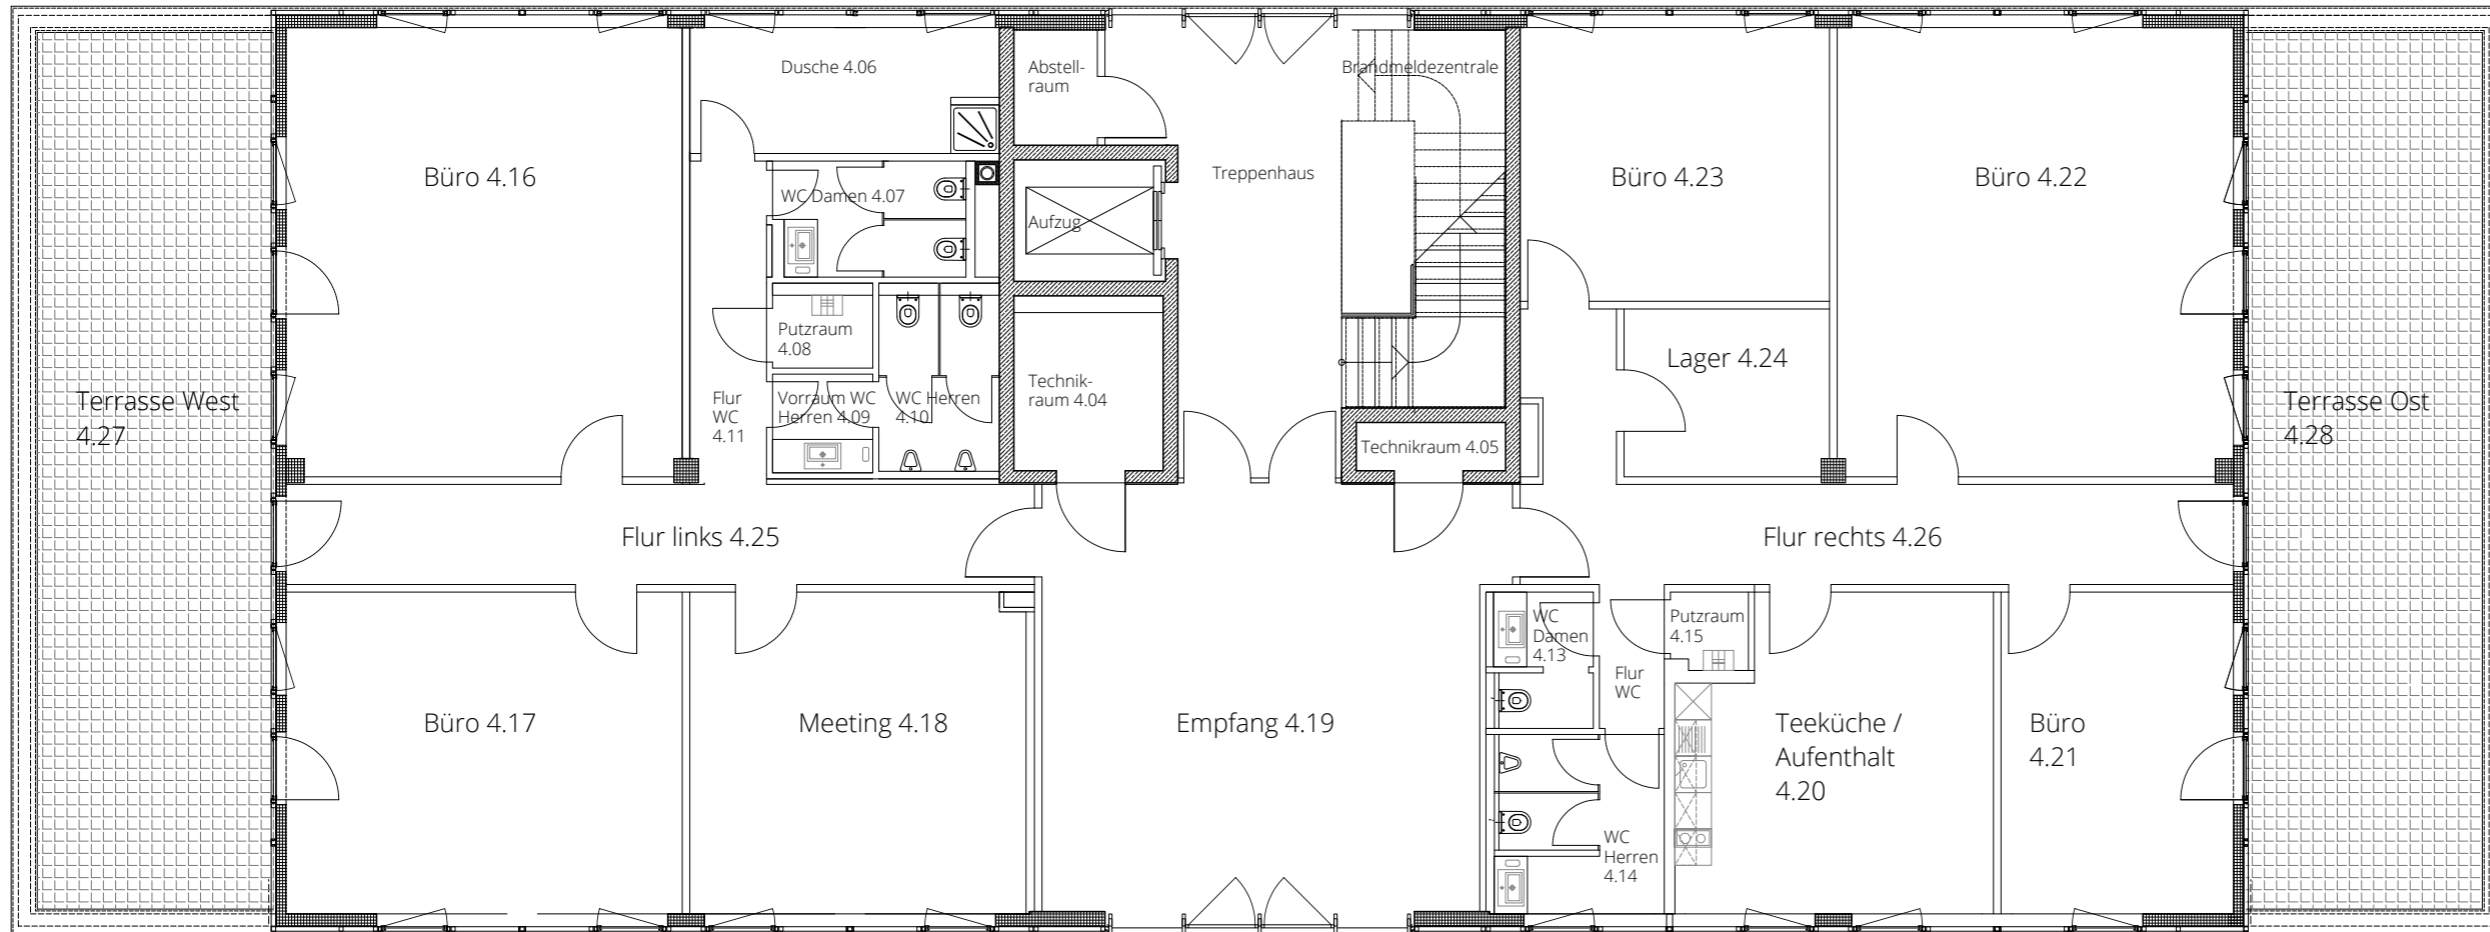 Dusche 4.06
Abstell-
raum
Brandmeldezentrale
Büro 4.16
WC Damen 4.07
Treppenhaus
Büro 4.23
Büro 4.22
Aufzug
Putzraum
4.08
Lager 4.24
Terrasse West
4.27
Flur
WC
4.11
Vorraum WC
Herren 4.09
WC Herren
4.10
Technik-
raum 4.04
Technikraum 4.05
Terrasse Ost
4.28
Flur links 4.25
Flur rechts 4.26
WC
Damen
4.13
Putzraum
4.15
Flur
WC
Büro 4.17
Meeting 4.18
Empfang 4.19
Teeküche /
Aufenthalt
4.20
Büro
4.21
WC
Herren
4.14